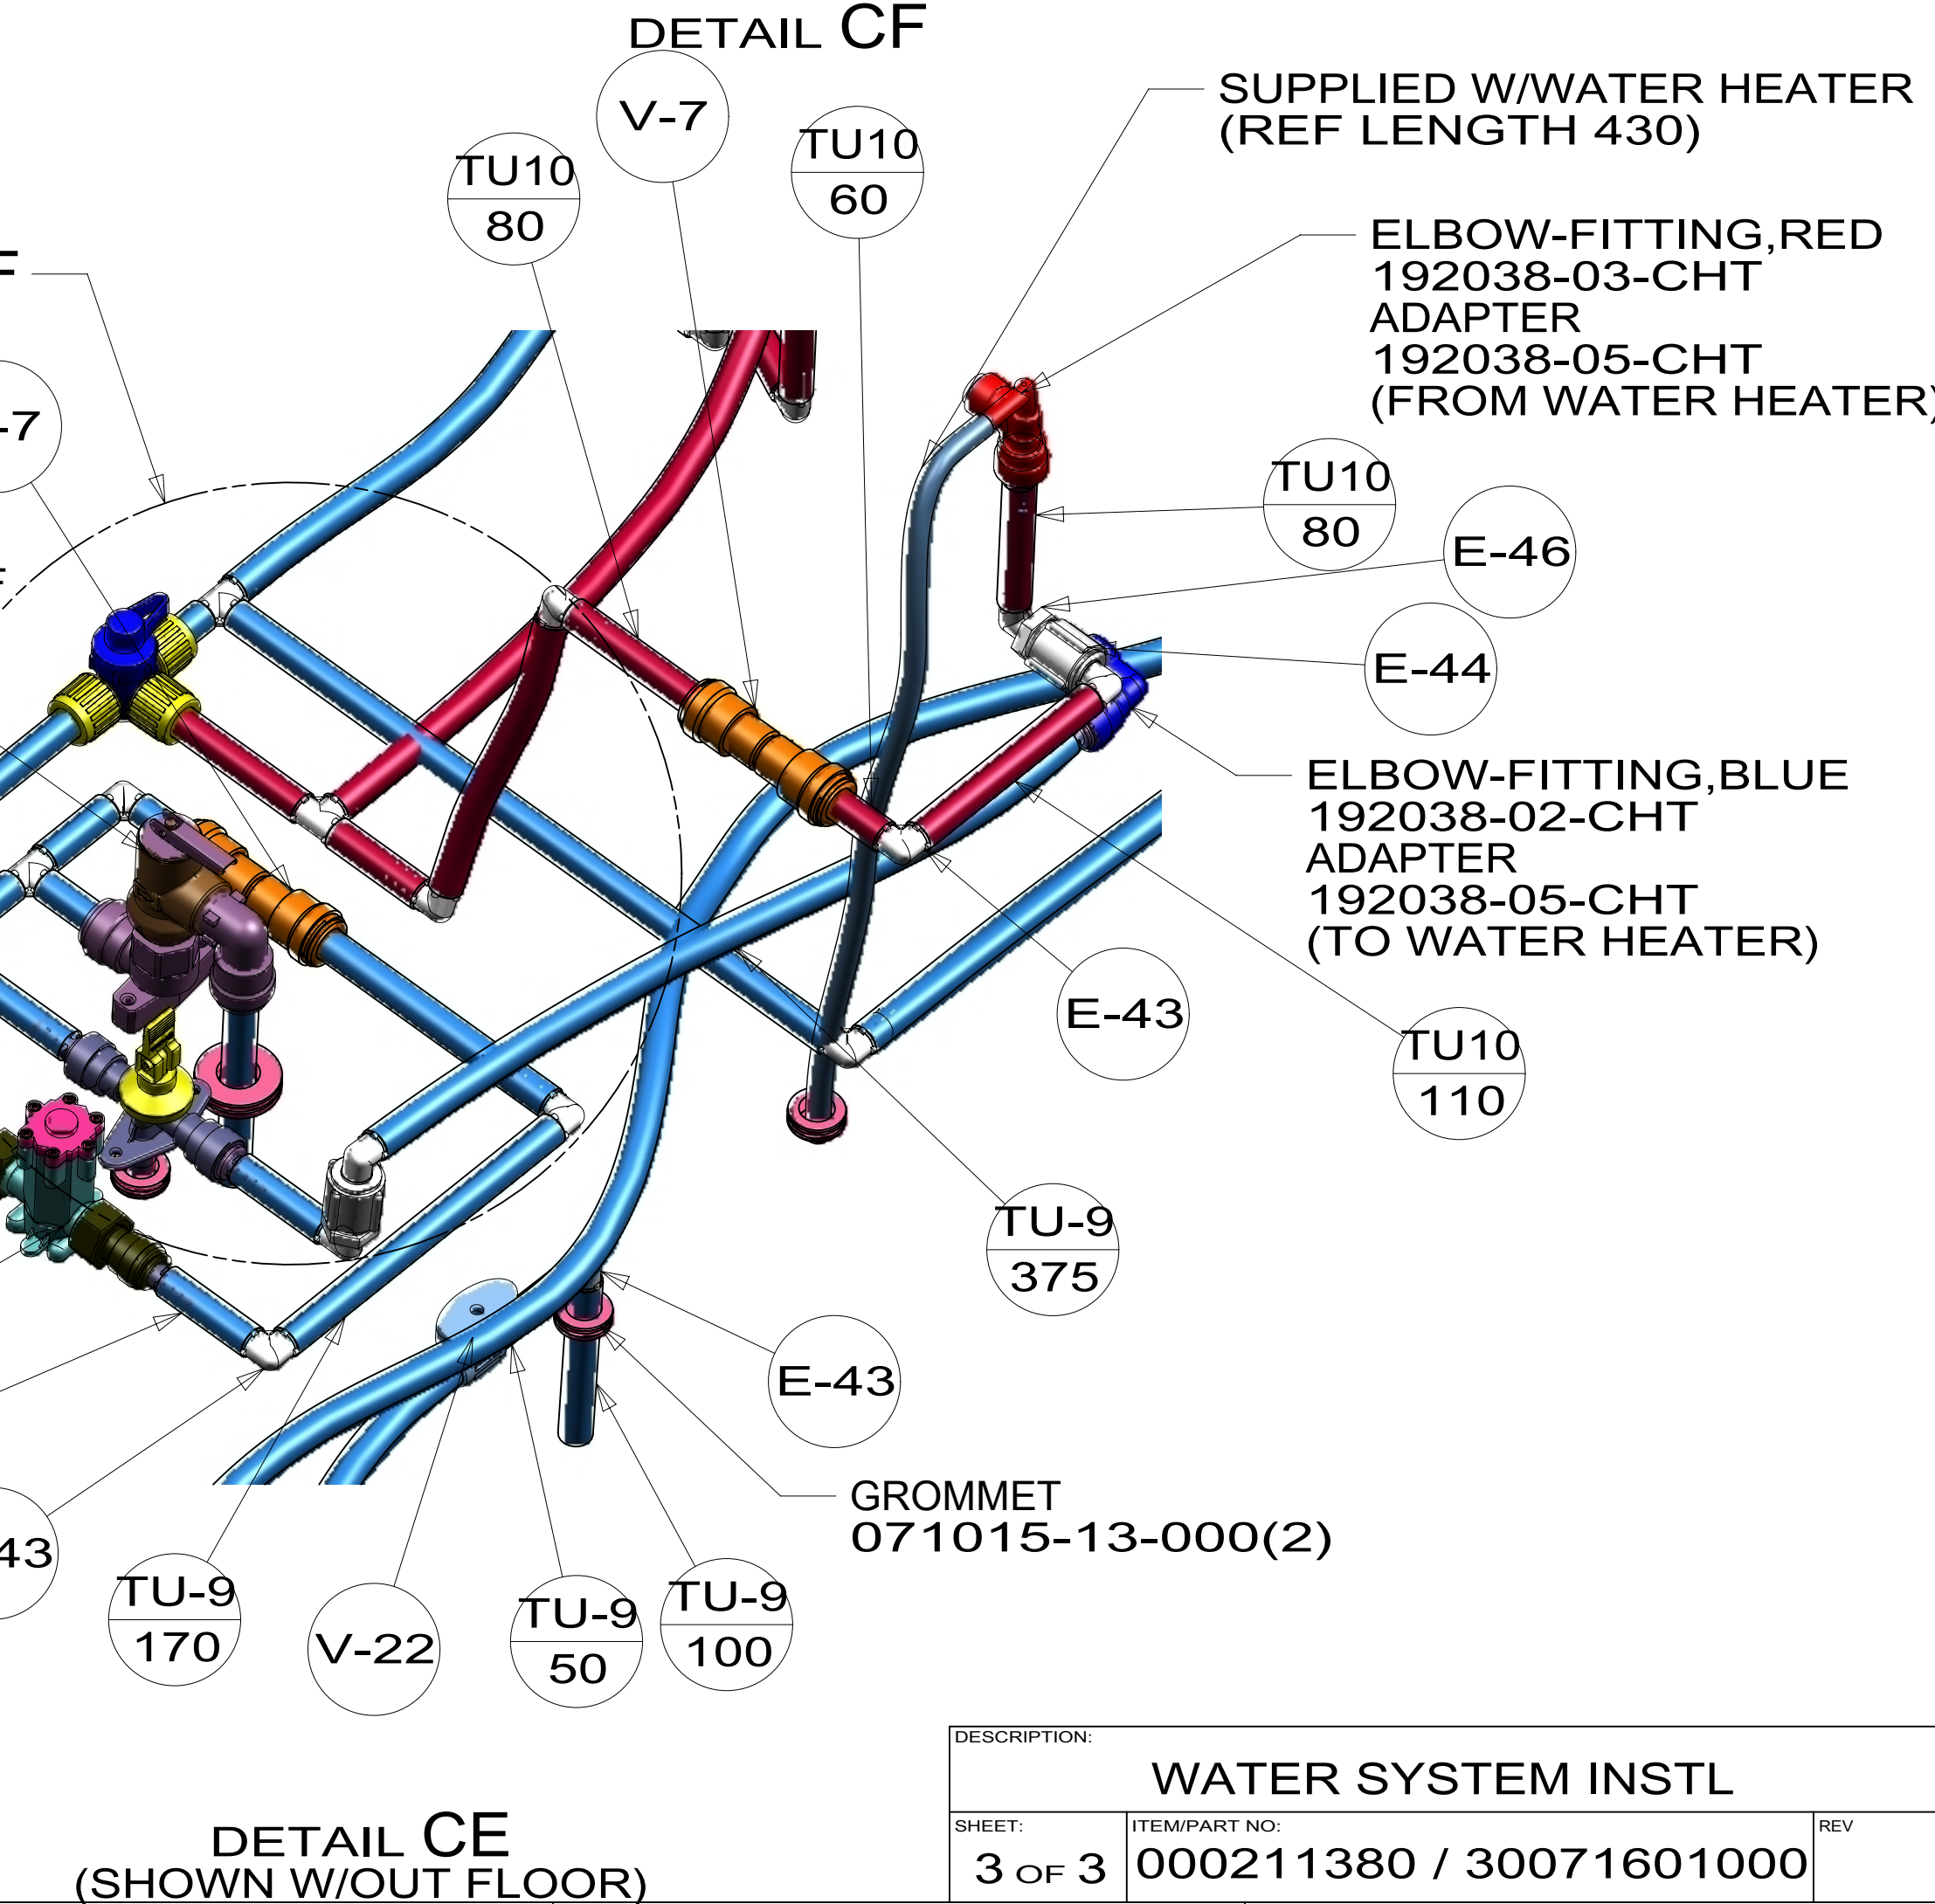 DETAIL CF
V-7
TU10
80
TU10
60
SUPPLIED W/WATER HEATER
(REF LENGTH 430)
ELBOW-FITTING,RED
192038-03-CHT
ADAPTER
192038-05-CHT
(FROM WATER HEATER)
F
-7
TU10
80
E-46
E-44
ELBOW-FITTING,BLUE
192038-02-CHT
ADAPTER
192038-05-CHT
(TO WATER HEATER)
E-43
TU10
110
TU-9
375
E-43
GROMMET
071015-13-000(2)
43
TU-9
170
V-22
TU-9
50
TU-9
100
DETAIL CE
(SHOWN W/OUT FLOOR)
DESCRIPTION:
WATER SYSTEM INSTL
SHEET:
3 OF 3
ITEM/PART NO:
000211380 / 30071601000
REV